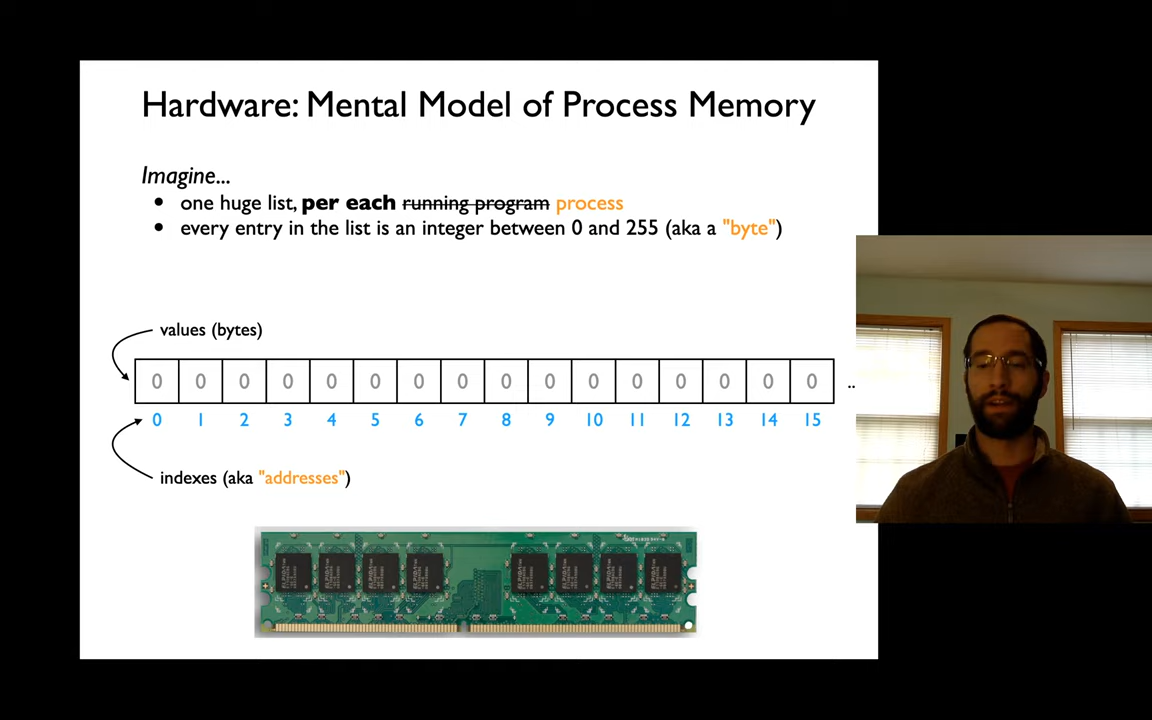 Hardware: Mental Model of Process Memory
Imagine...
• one huge list, per each running program process
• every entry in the list is an integer between 0 and 255 (aka a "byte")
values (bytes)
0 0 0 0 0 0 0 0 0 0 0 0 0 0 0 0 ..
0 1 2 3 4 5 6 7 8 9 10 11 12 13 14 15
indexes (aka "addresses")